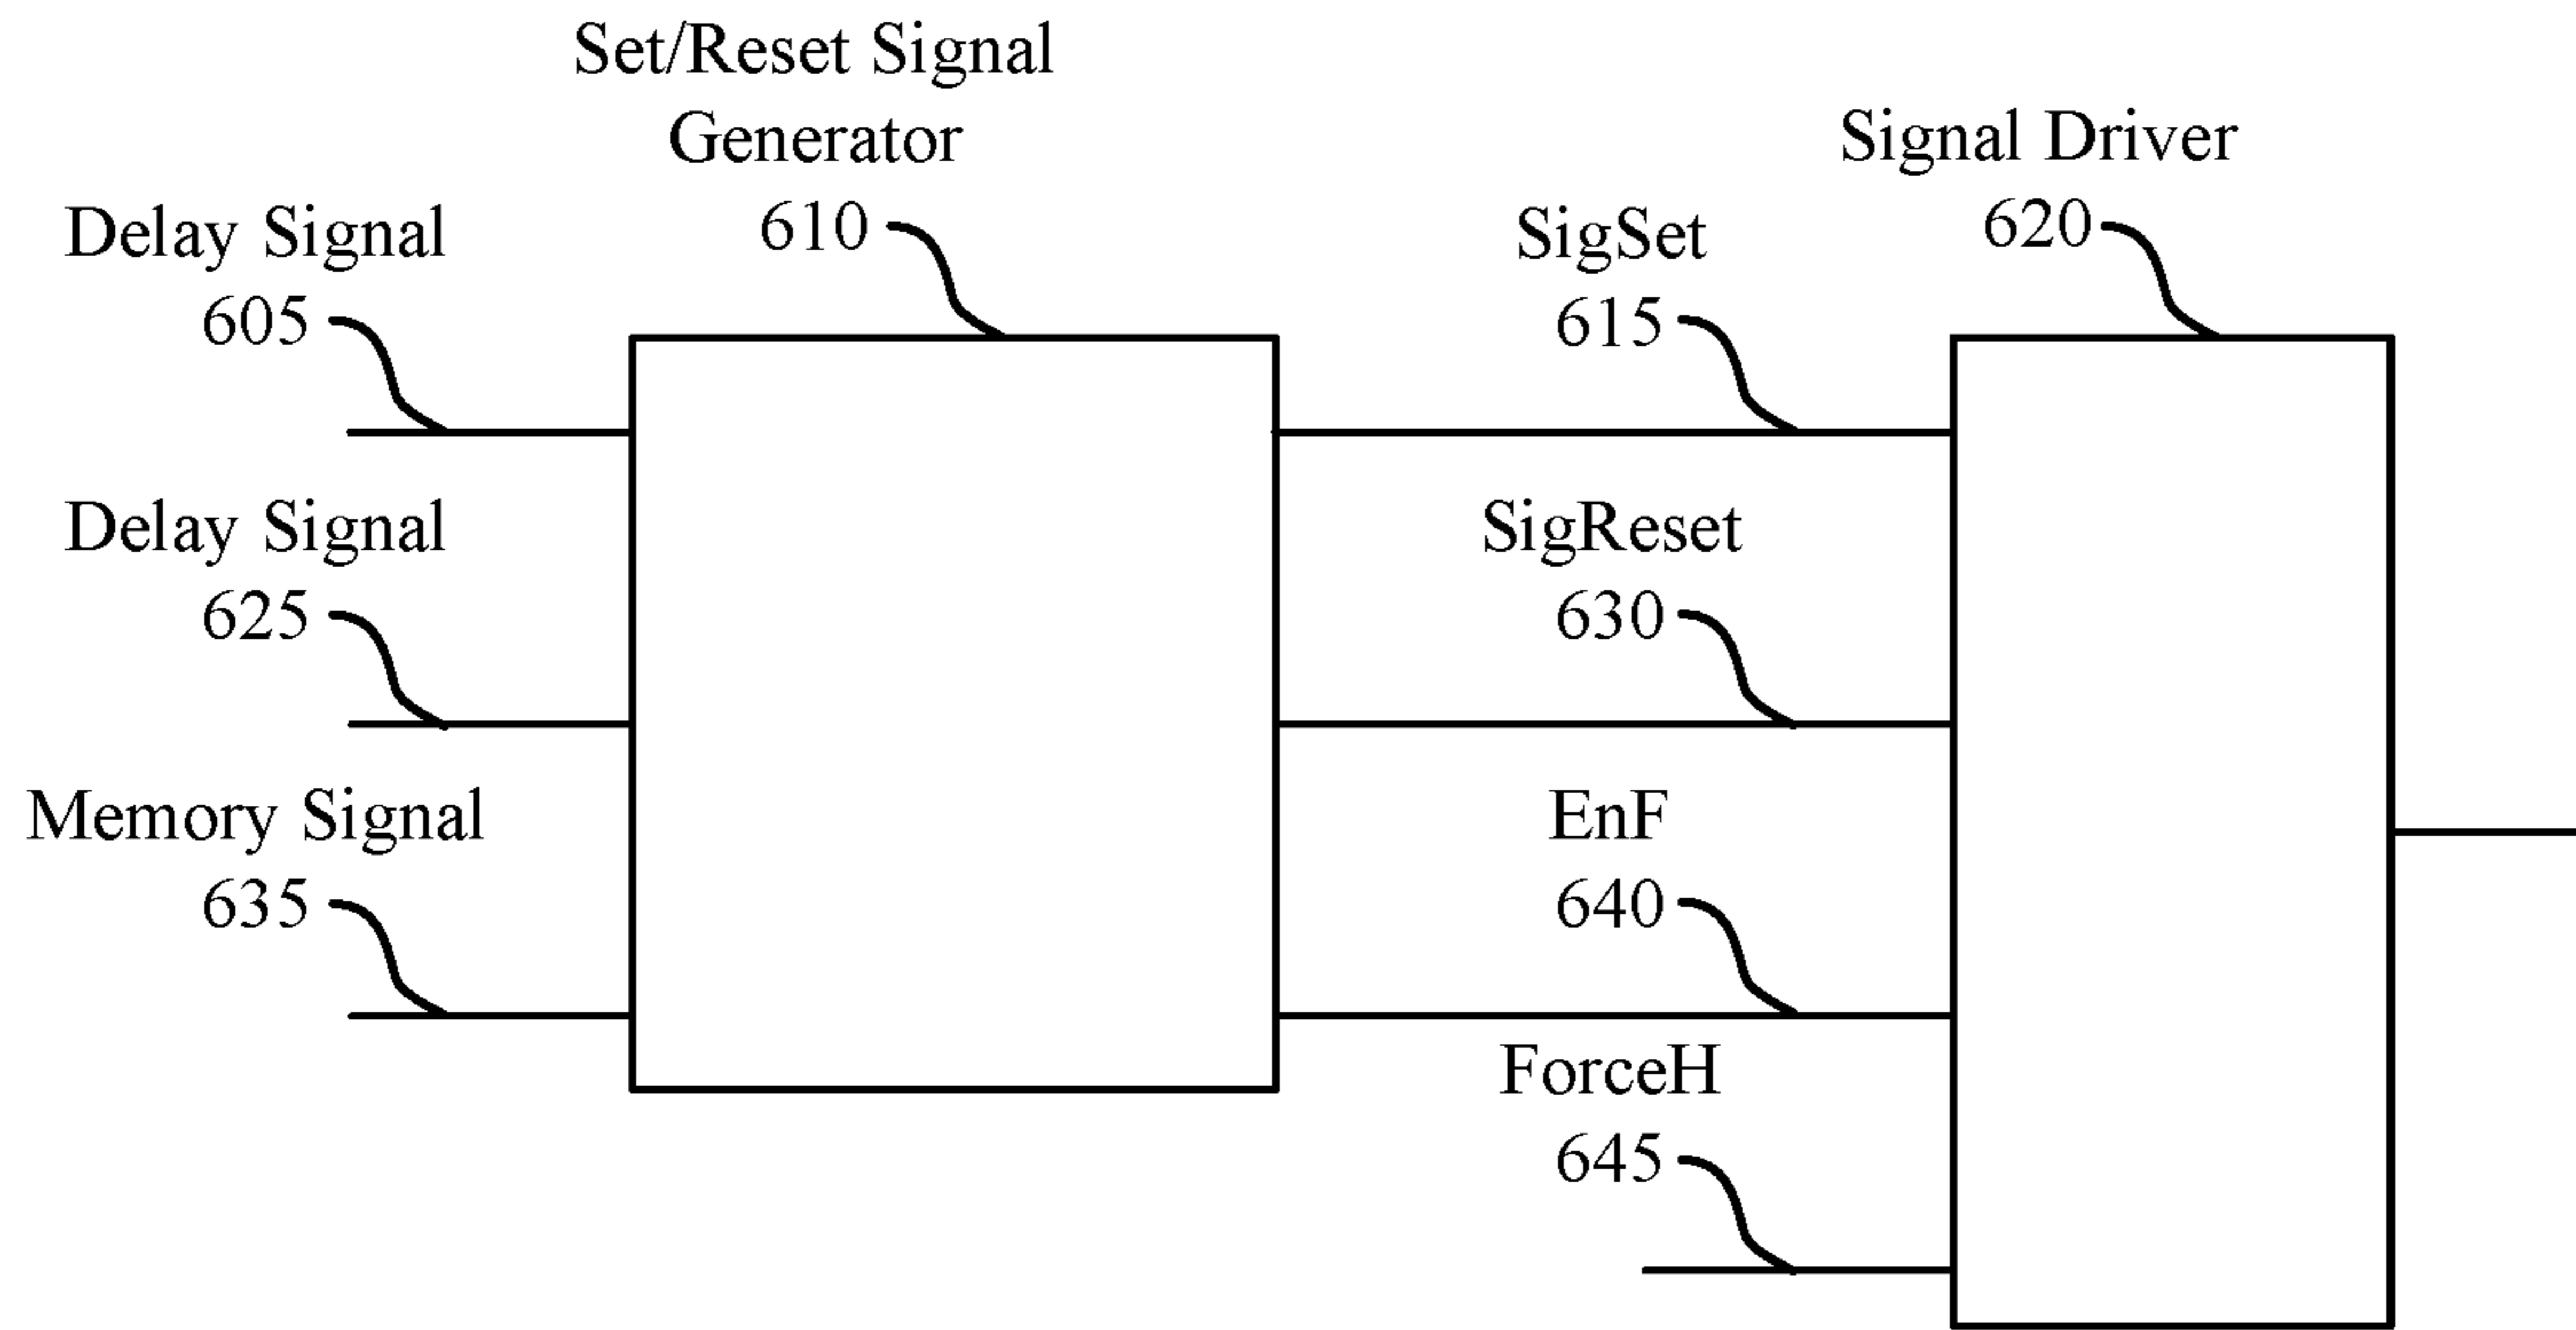 Set/Reset Signal
Generator
610
Signal Driver
620
Delay Signal
605
SigSet
615
Delay Signal
625
SigReset
630
Memory Signal
635
EnF
640
ForceH
645